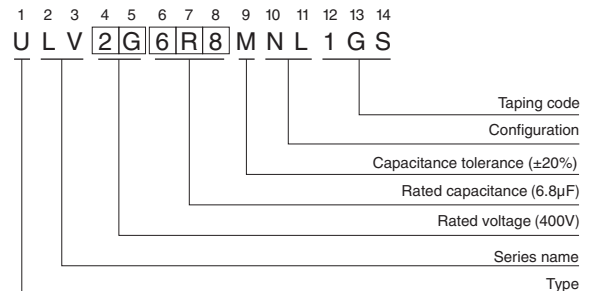 1 2 3 4 5 6 7 8 9 10 11 12 13 14
U L V 2 G 6 R 8 M N L 1 G S
Taping code
Configuration
Capacitance tolerance (±20%)
Rated capacitance (6.8µF)
Rated voltage (400V)
Series name
Type